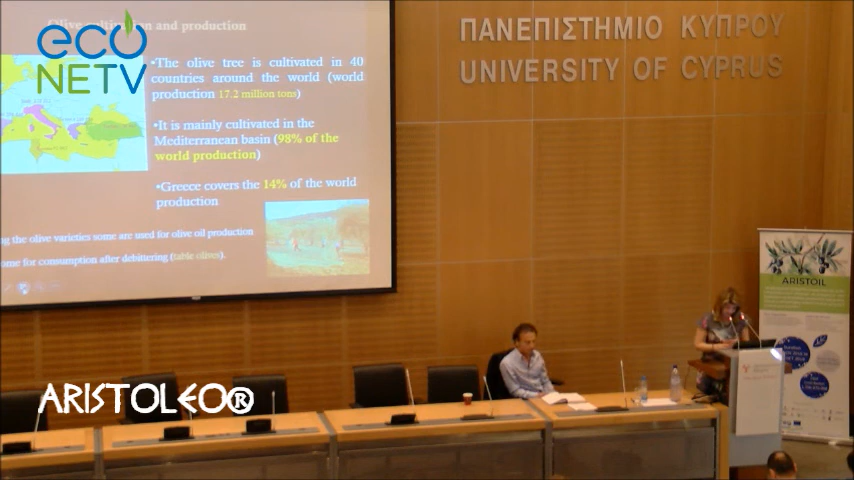 Olive cultivation and production
eco
NETV
•The olive tree is cultivated in 40
countries around the world (world
production 17.2 million tons)
•It is mainly cultivated in the
Mediterranean basin (98% of the
world production)
•Greece covers the 14% of the world
production
the olive varieties some are used for olive oil production
for consumption after debittering (table olives).
ΠΑΝΕΠΙΣΤΗΜΙΟ ΚΥΠΡΟΥ
UNIVERSITY OF CYPRUS
ARISTOIL
ARISTOLEO®